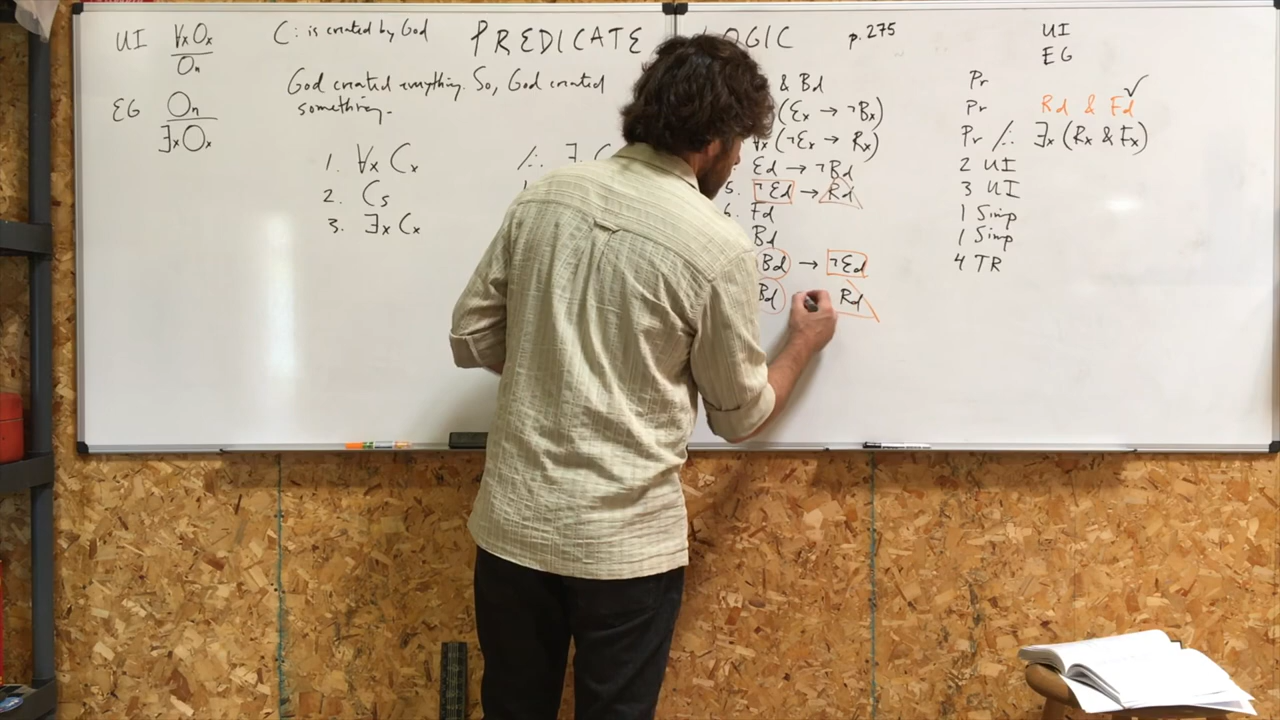 UI ∀x Ox
On
EG On
∃x Ox
C: is created by God
God created everything. So, God created
something.
1. ∀x Cx /∴ ∃ C
2. Cs
3. ∃x Cx
PREDICATE LOGIC p. 275
& Bd Pr
(Ex → ¬Bx) Pr
∀x (¬Ex → Rx) Pr /∴ ∃x (Rx & Fx)
Ed → ¬Bd 2 UI
5. ¬Ed → Rd 3 UI
6. Fd 1 Simp
Bd 1 Simp
Bd → ¬Ed 4 TR
Bd Rd
UI
EG
Rd & Fd ✓